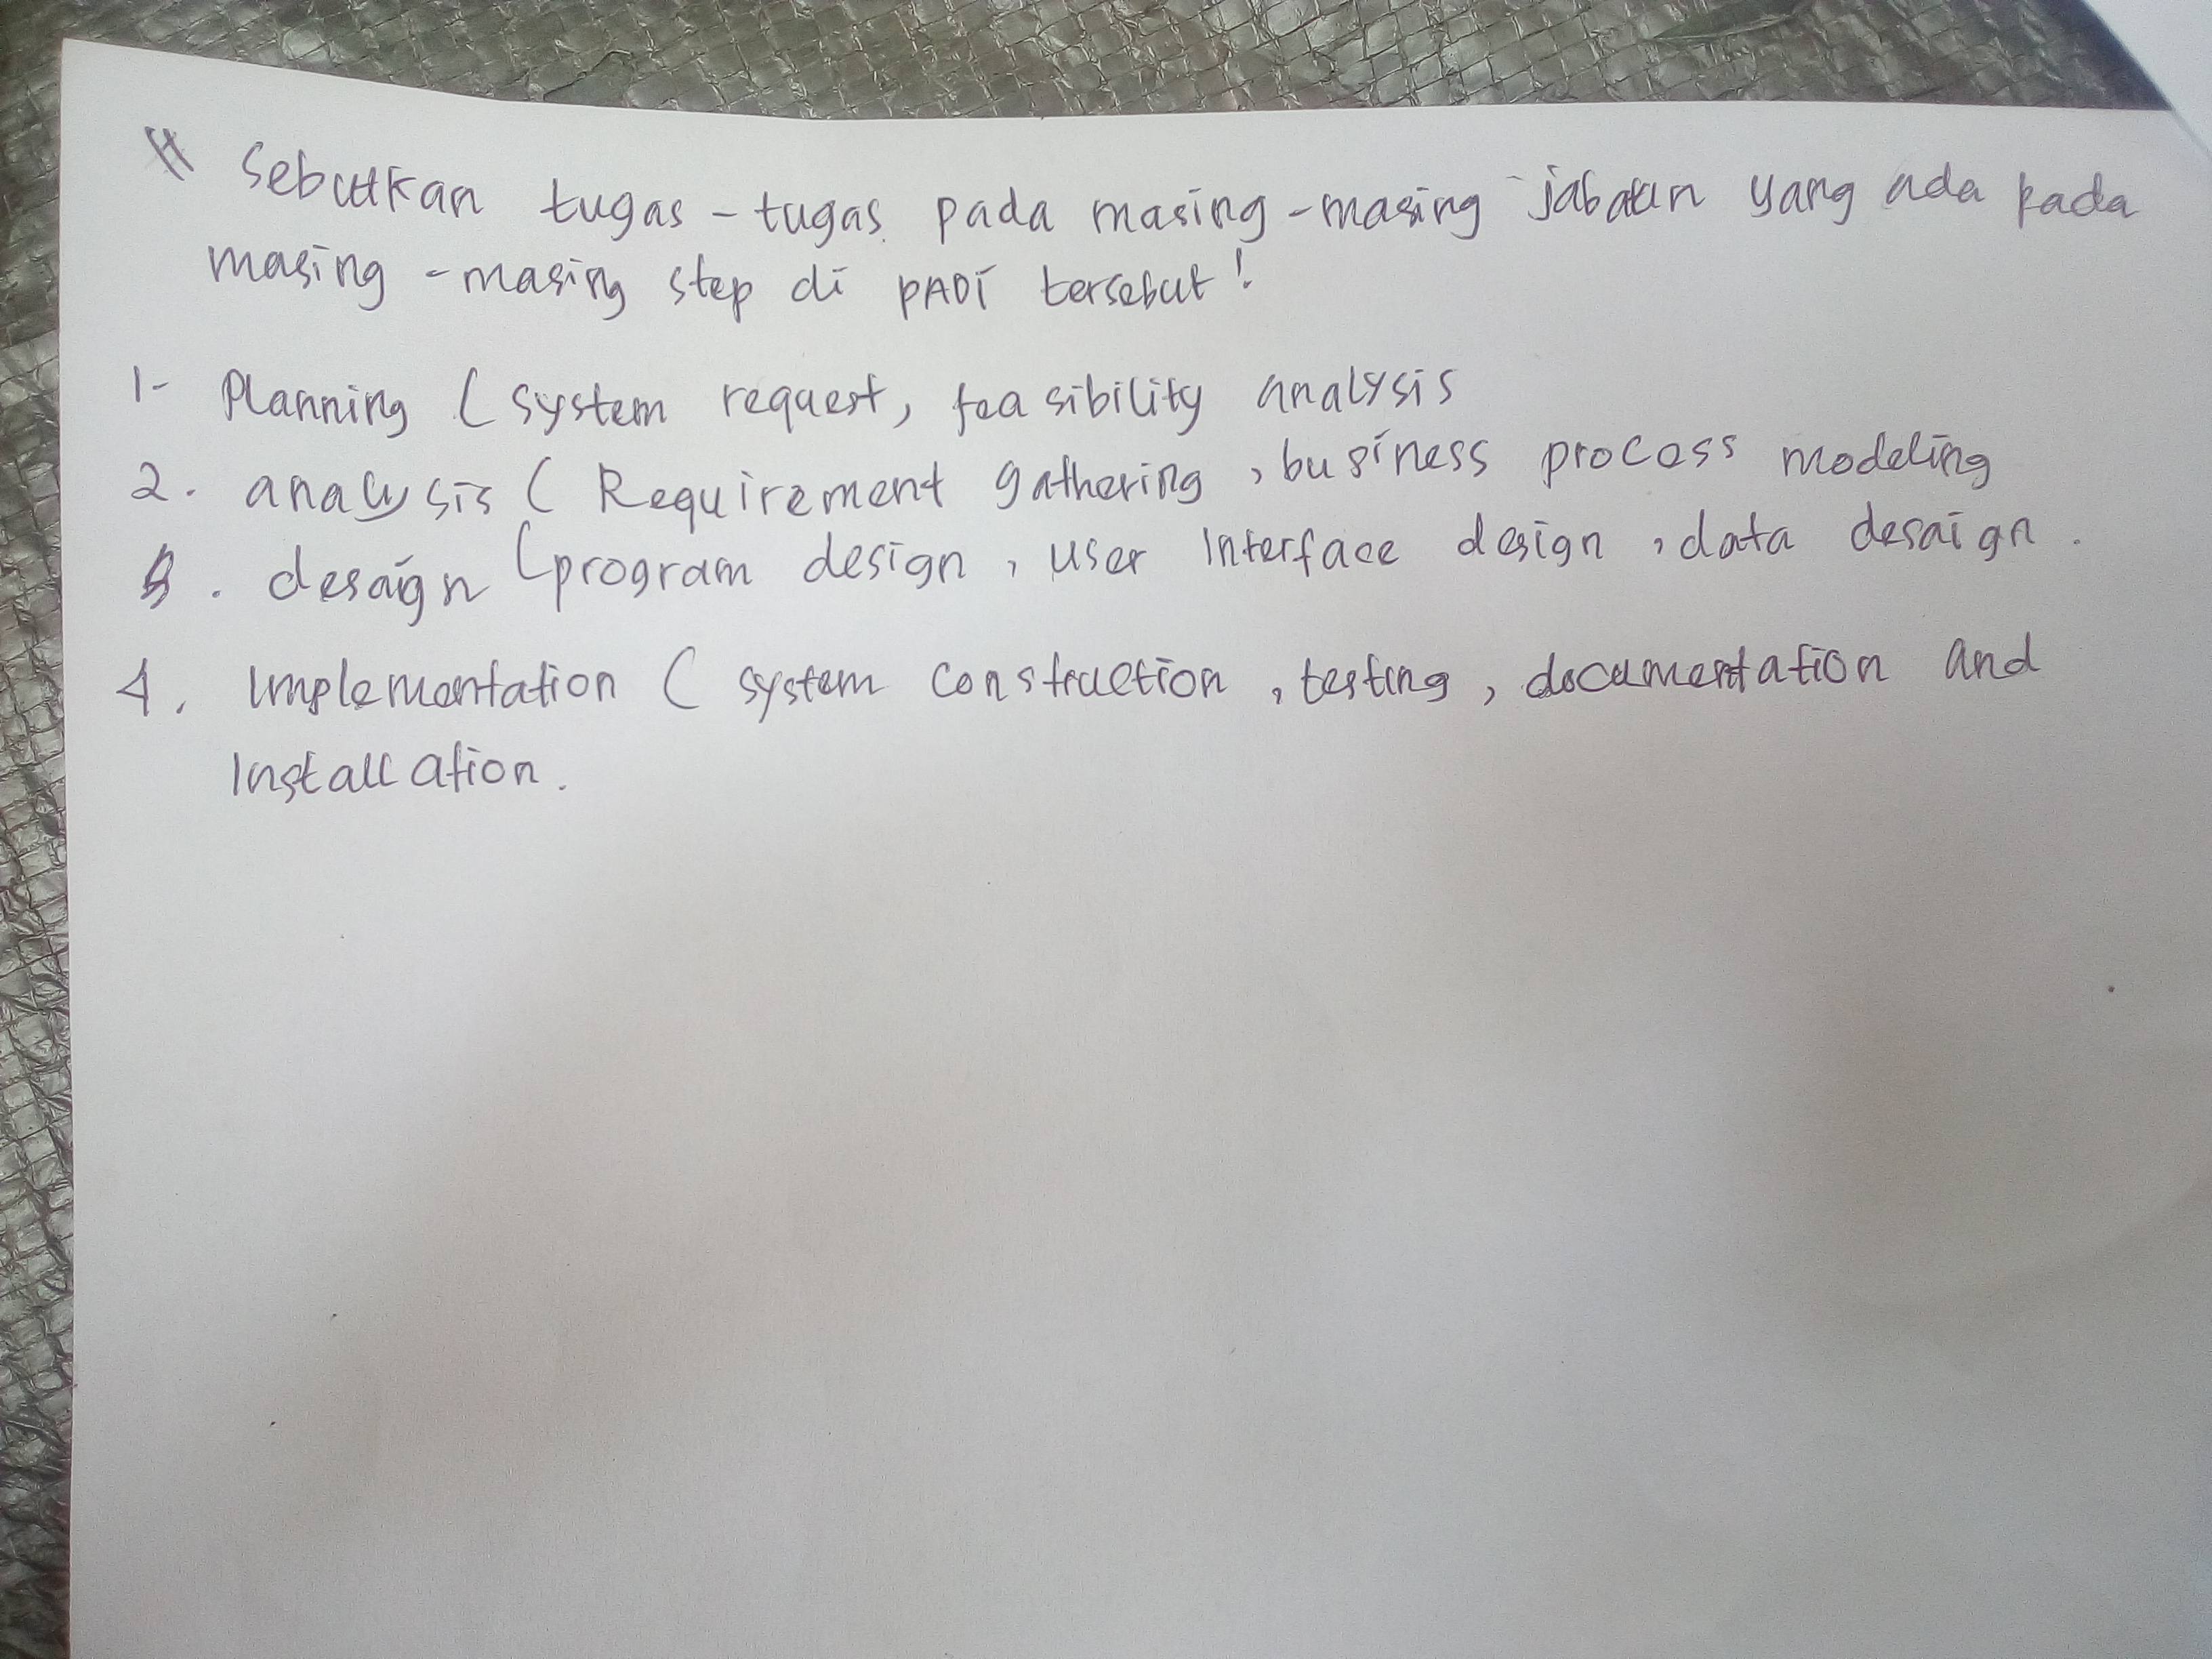 # Sebutkan tugas-tugas pada masing-masing jabatan yang ada pada
masing-masing step di PADI tersebut!
1- Planning ( system request, feasibility analysis
2. analysis ( Requirement gathering, business process modeling
3. desaign (program design, user Interface design, data desaign.
4. Implementation ( system construction, testing, documentation and
Installation.